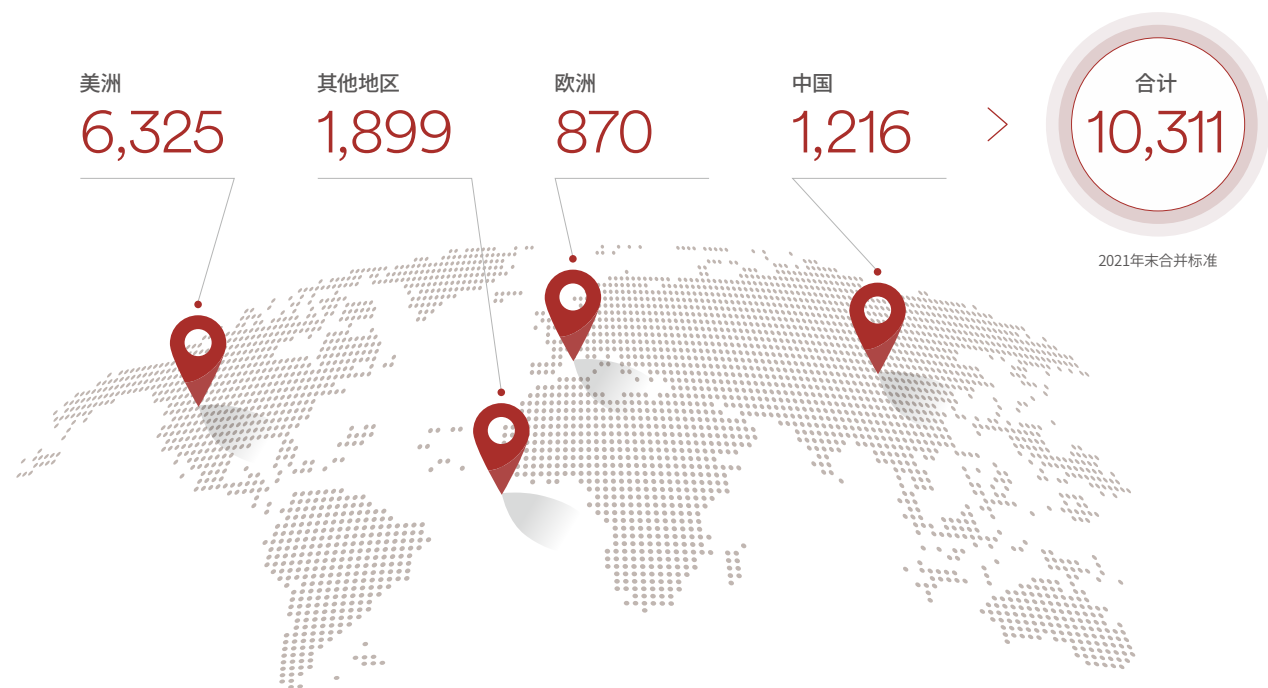 美洲
6,325
其他地区
1,899
欧洲
870
中国
1,216
合计
10,311
2021年末合并标准